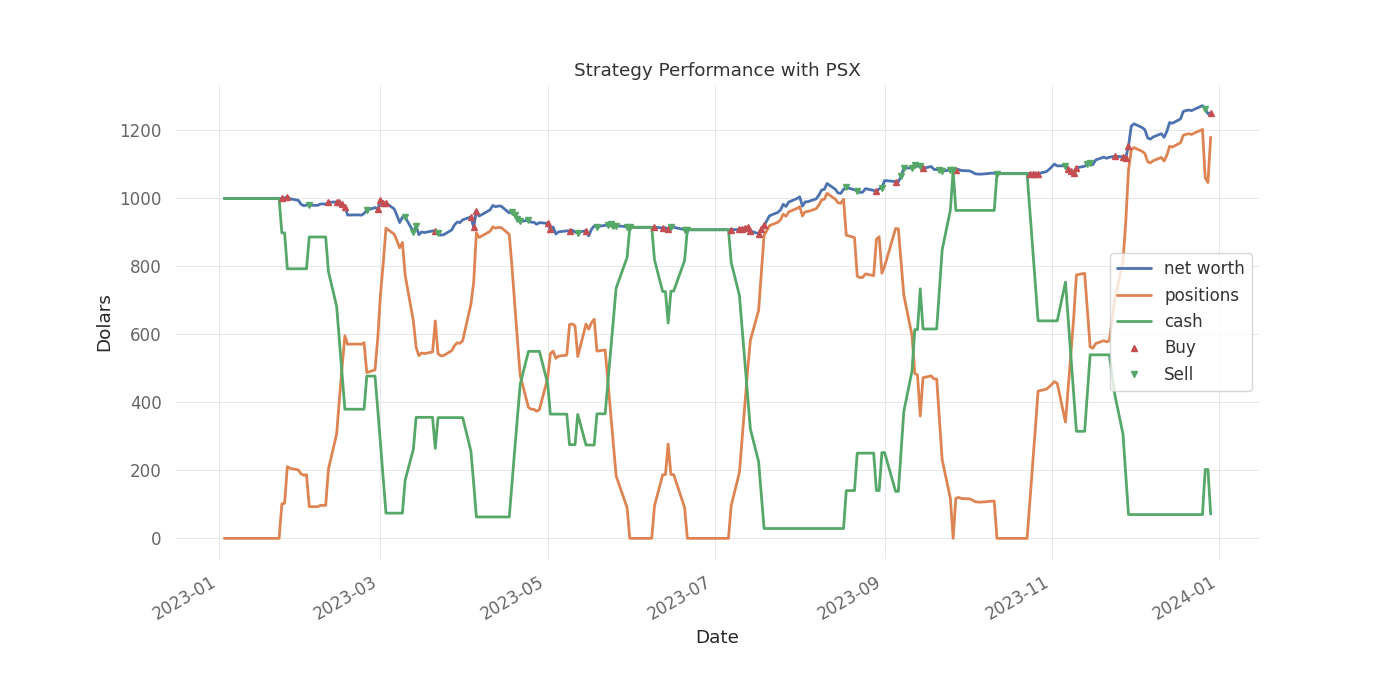 Strategy Performance with PSX
Dolars
1200
1000
800
600
400
200
0
net worth
positions
cash
Buy
Sell
2023-01
2023-03
2023-05
2023-07
2023-09
2023-11
2024-01
Date